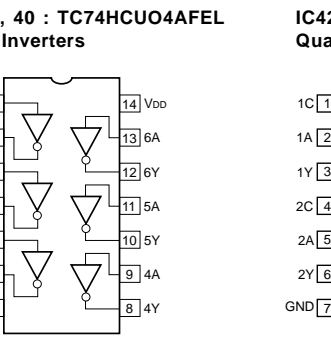 , 40 : TC74HCUO4AFEL
Inverters
14 VDD
13 6A
12 6Y
11 5A
10 5Y
9 4A
8 4Y
IC42
Qua
1C 1
1A 2
1Y 3
2C 4
2A 5
2Y 6
GND 7